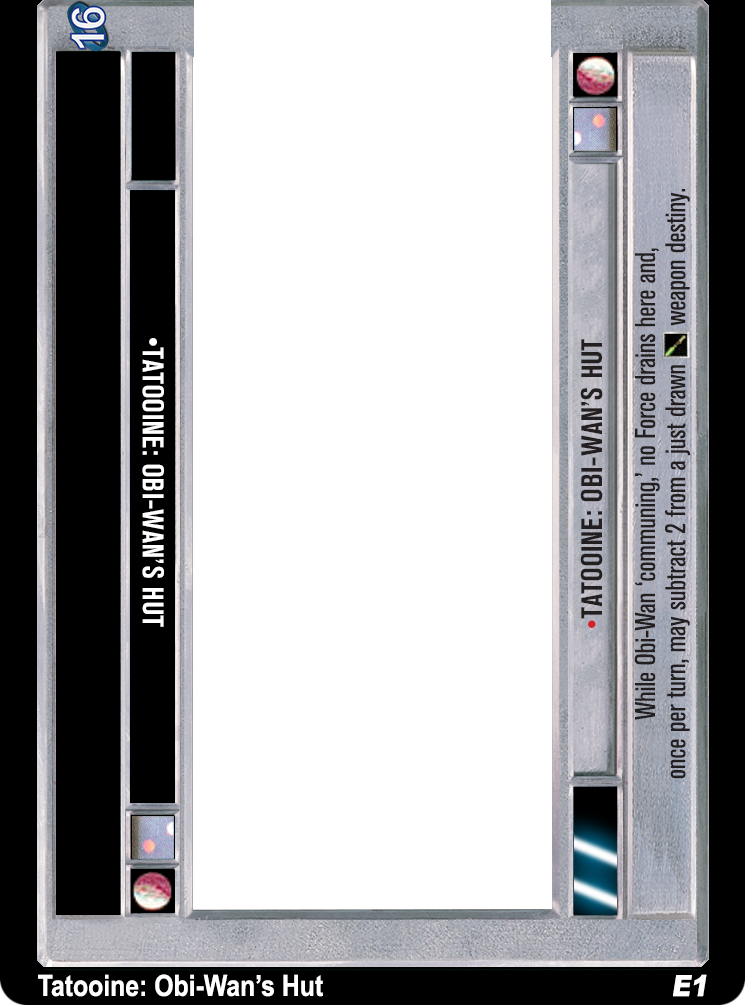 16
•TATOOINE: OBI-WAN'S HUT
•TATOOINE: OBI-WAN'S HUT
While Obi-Wan ‘communing,’ no Force drains here and,
once per turn, may subtract 2 from a just drawn weapon destiny.
Tatooine: Obi-Wan's Hut E1